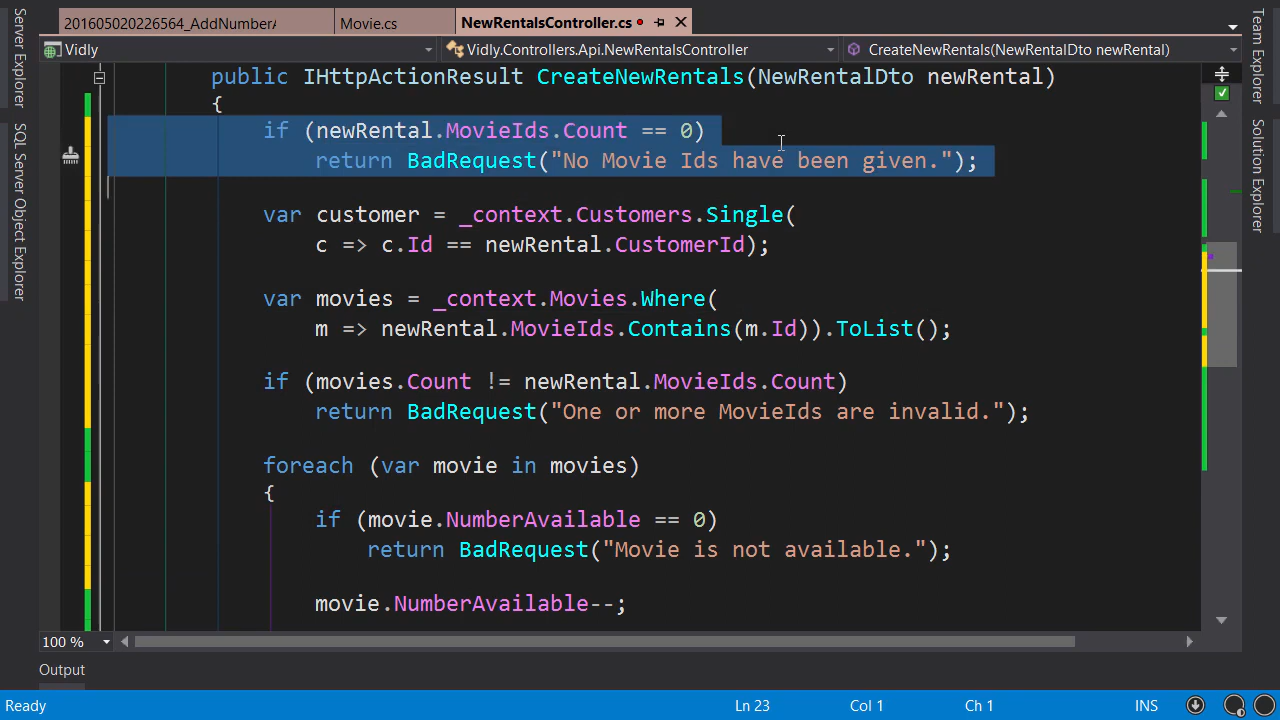 201605020226564_AddNumberA
Movie.cs
NewRentalsController.cs
Vidly
Vidly.Controllers.Api.NewRentalsController
CreateNewRentals(NewRentalDto newRental)
Server Explorer
SQL Server Object Explorer
Team Explorer
Solution Explorer
public IHttpActionResult CreateNewRentals(NewRentalDto newRental)
{
if (newRental.MovieIds.Count == 0)
return BadRequest("No Movie Ids have been given.");
var customer = _context.Customers.Single(
c => c.Id == newRental.CustomerId);
var movies = _context.Movies.Where(
m => newRental.MovieIds.Contains(m.Id)).ToList();
if (movies.Count != newRental.MovieIds.Count)
return BadRequest("One or more MovieIds are invalid.");
foreach (var movie in movies)
{
if (movie.NumberAvailable == 0)
return BadRequest("Movie is not available.");
movie.NumberAvailable--;
100 %
Output
Ready
Ln 23
Col 1
Ch 1
INS